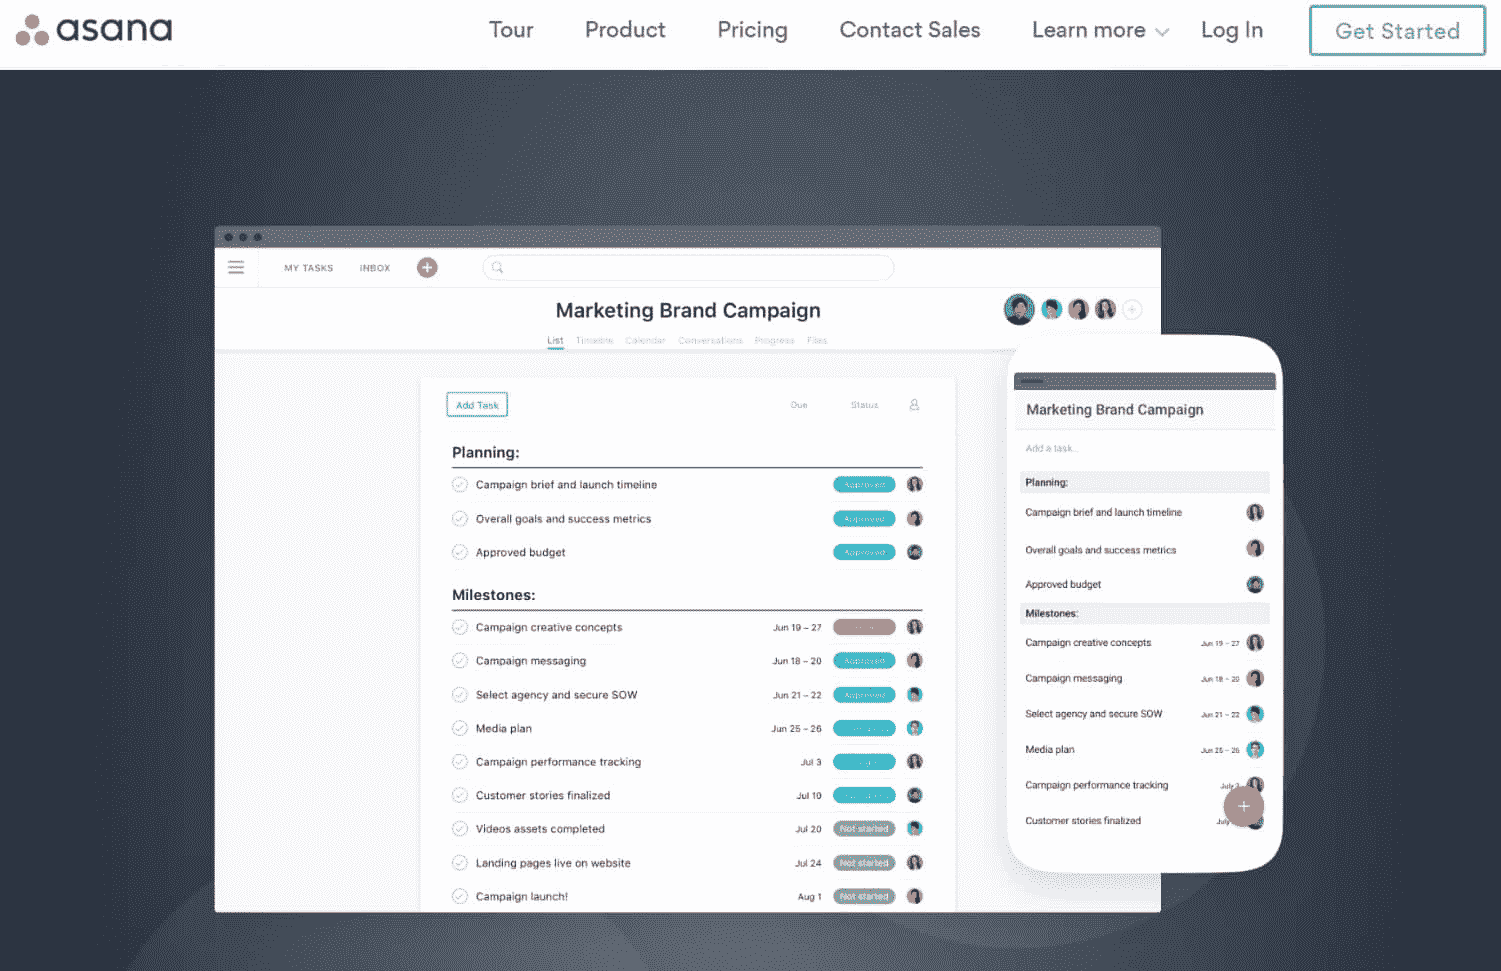 asana
Tour Product Pricing Contact Sales Learn more Log In Get Started
MY TASKS INBOX
Marketing Brand Campaign
List Timeline Calendar Conversations Progress Files
Add Task Due Status
Planning:
Campaign brief and launch timeline Approved
Overall goals and success metrics Approved
Approved budget Approved
Milestones:
Campaign creative concepts Jun 19 – 27
Campaign messaging Jun 18 – 20 Approved
Select agency and secure SOW Jun 21 – 22 Approved
Media plan Jun 25 – 26
Campaign performance tracking Jul 3
Customer stories finalized Jul 10
Videos assets completed Jul 20 Not started
Landing pages live on website Jul 24 Not started
Campaign launch! Aug 1 Not started
Marketing Brand Campaign
Add a task...
Planning:
Campaign brief and launch timeline
Overall goals and success metrics
Approved budget
Milestones:
Campaign creative concepts Jun 19 – 27
Campaign messaging Jun 18 – 20
Select agency and secure SOW Jun 21 – 22
Media plan Jun 25 – 26
Campaign performance tracking July 3
Customer stories finalized July